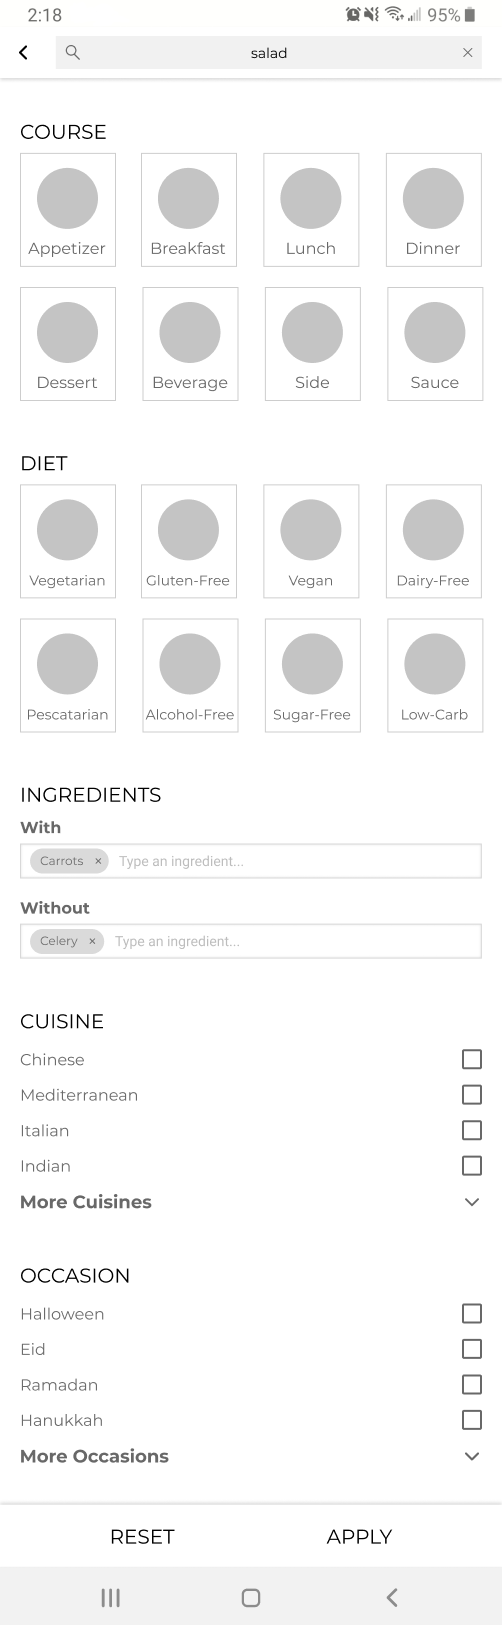 2:18 95%
salad
COURSE
Appetizer Breakfast Lunch Dinner
Dessert Beverage Side Sauce
DIET
Vegetarian Gluten-Free Vegan Dairy-Free
Pescatarian Alcohol-Free Sugar-Free Low-Carb
INGREDIENTS
With
Carrots × Type an ingredient...
Without
Celery × Type an ingredient...
CUISINE
Chinese
Mediterranean
Italian
Indian
More Cuisines
OCCASION
Halloween
Eid
Ramadan
Hanukkah
More Occasions
RESET APPLY